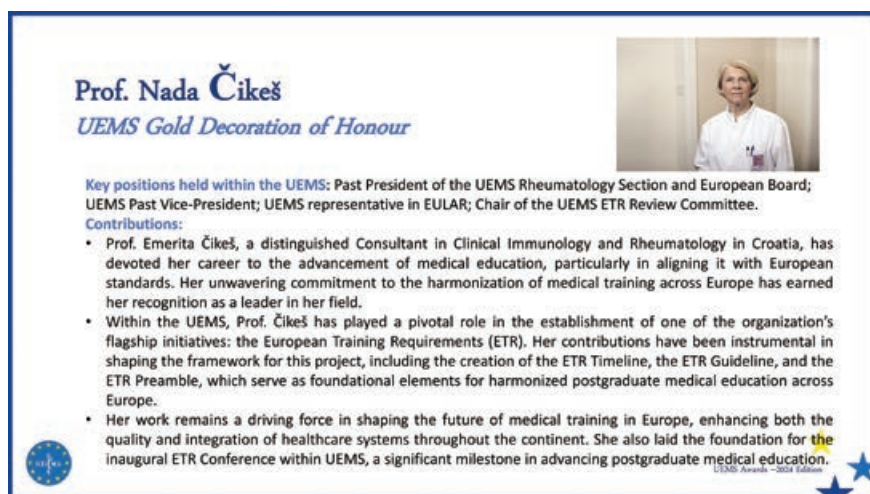 Prof. Nada Čikeš
UEMS Gold Decoration of Honour
Key positions held within the UEMS: Past President of the UEMS Rheumatology Section and European Board;
UEMS Past Vice-President; UEMS representative in EULAR; Chair of the UEMS ETR Review Committee.
Contributions:
• Prof. Emerita Čikeš, a distinguished Consultant in Clinical Immunology and Rheumatology in Croatia, has
devoted her career to the advancement of medical education, particularly in aligning it with European
standards. Her unwavering commitment to the harmonization of medical training across Europe has earned
her recognition as a leader in her field.
• Within the UEMS, Prof. Čikeš has played a pivotal role in the establishment of one of the organization's
flagship initiatives: the European Training Requirements (ETR). Her contributions have been instrumental in
shaping the framework for this project, including the creation of the ETR Timeline, the ETR Guideline, and the
ETR Preamble, which serve as foundational elements for harmonized postgraduate medical education across
Europe.
• Her work remains a driving force in shaping the future of medical training in Europe, enhancing both the
quality and integration of healthcare systems throughout the continent. She also laid the foundation for the
inaugural ETR Conference within UEMS, a significant milestone in advancing postgraduate medical education.
UEMS Awards –2024 Edition
UEMS